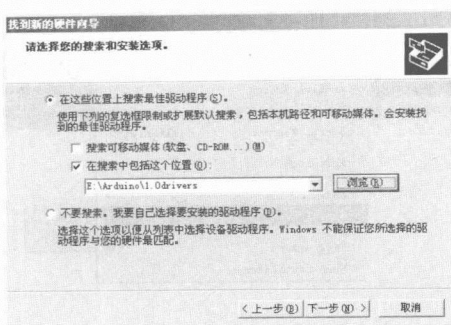 找到新的硬件向导
请选择您的搜索和安装选项。
在这些位置上搜索最佳驱动程序(S)。
使用下列的复选框限制或扩展默认搜索，包括本机路径和可移动媒体。会安装找
到的最佳驱动程序。
搜索可移动媒体(软盘、CD-ROM...)(M)
在搜索中包括这个位置(O):
E:\Arduino\1.0drivers
浏览(R)
不要搜索。我要自己选择要安装的驱动程序(D)。
选择这个选项以便从列表中选择设备驱动程序。Windows 不能保证您所选择的驱
动程序与您的硬件最匹配。
<上一步(B) 下一步(N)> 取消